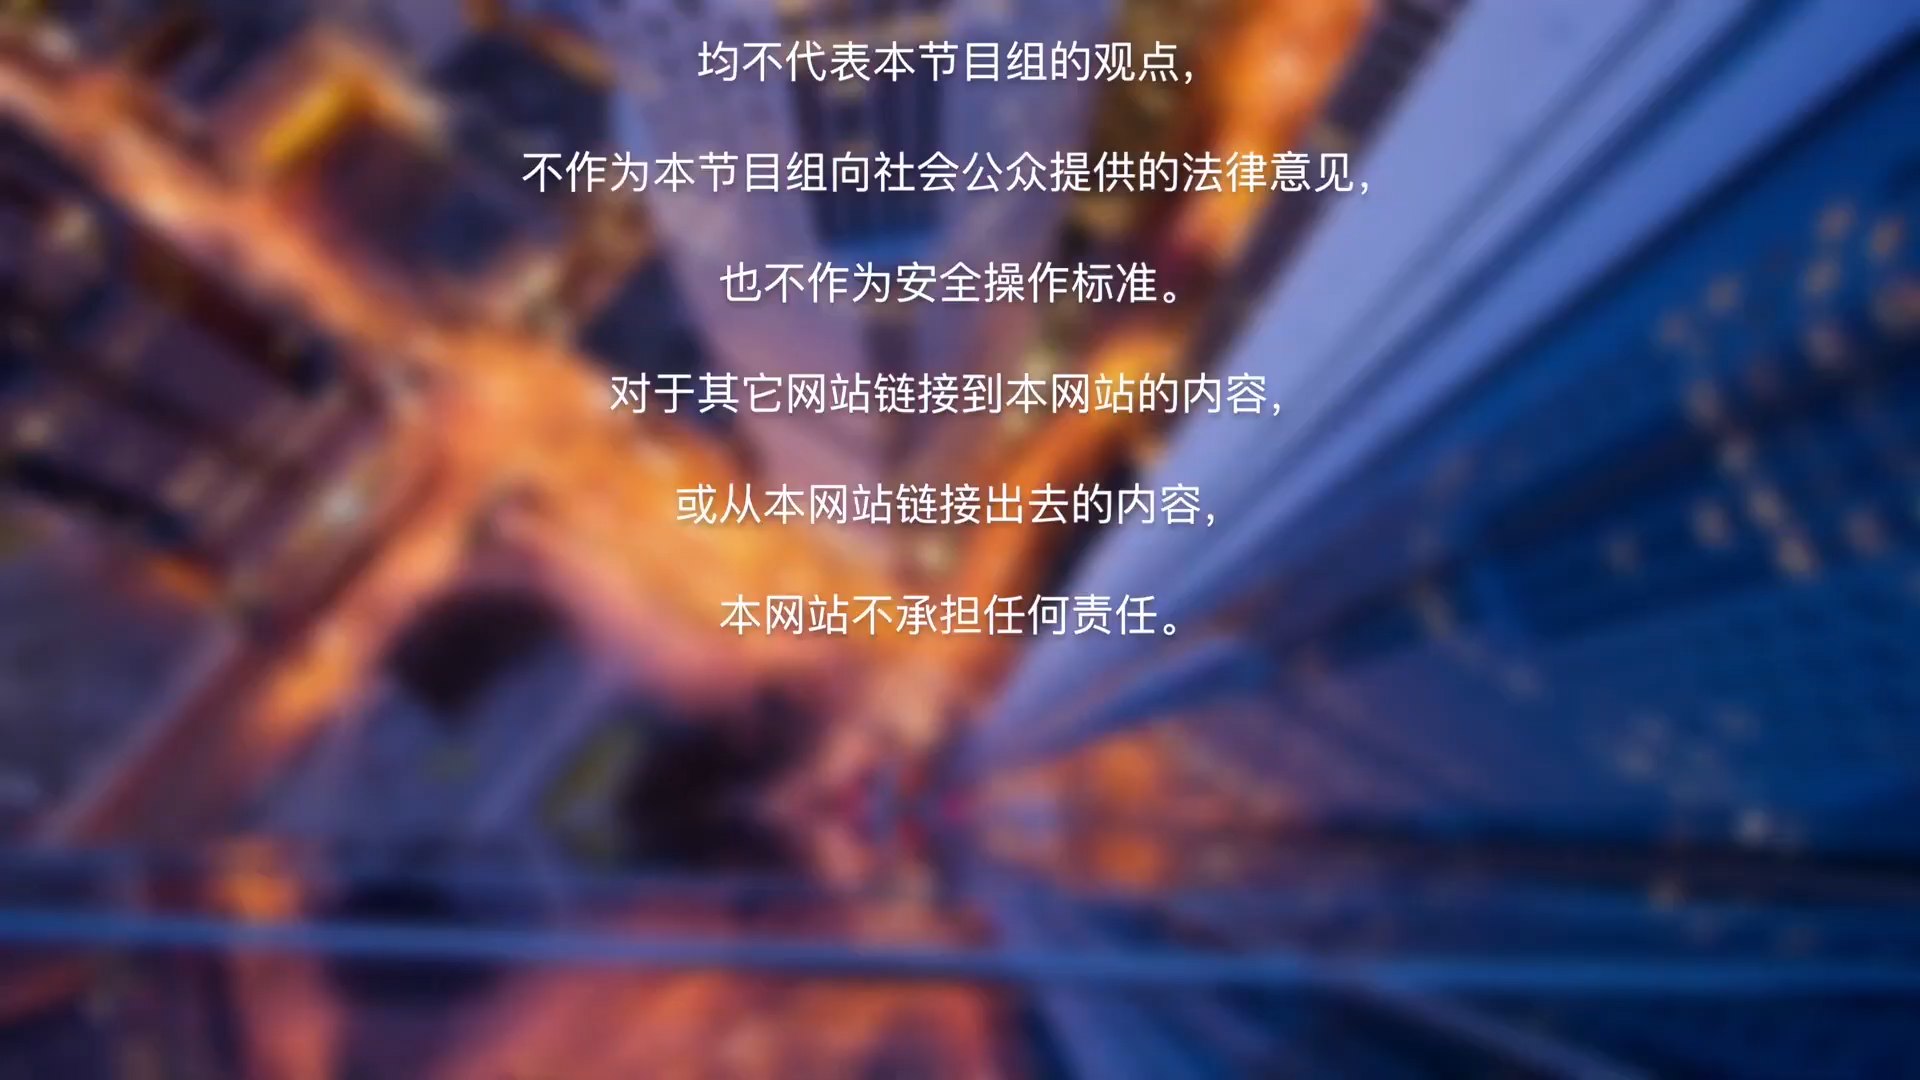 均不代表本节目组的观点，
不作为本节目组向社会公众提供的法律意见，
也不作为安全操作标准。
对于其它网站链接到本网站的内容，
或从本网站链接出去的内容，
本网站不承担任何责任。